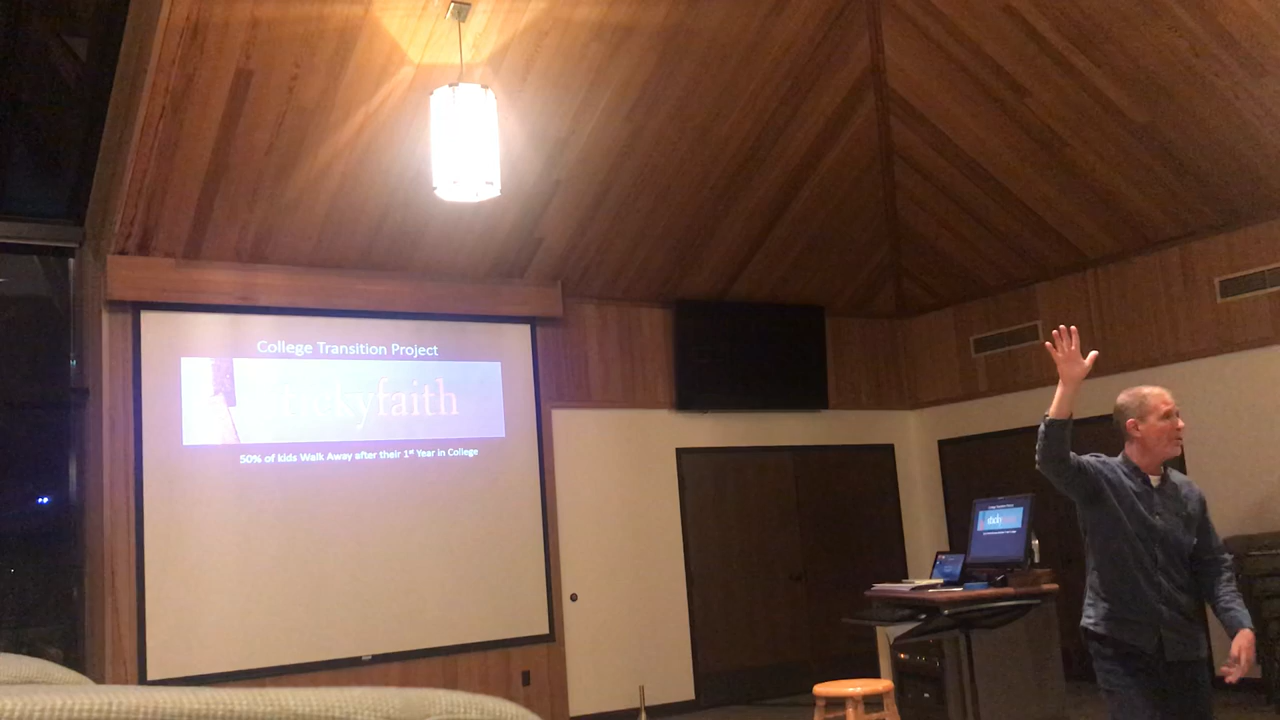 College Transition Project
stickyfaith
50% of kids Walk Away after their 1st Year in College